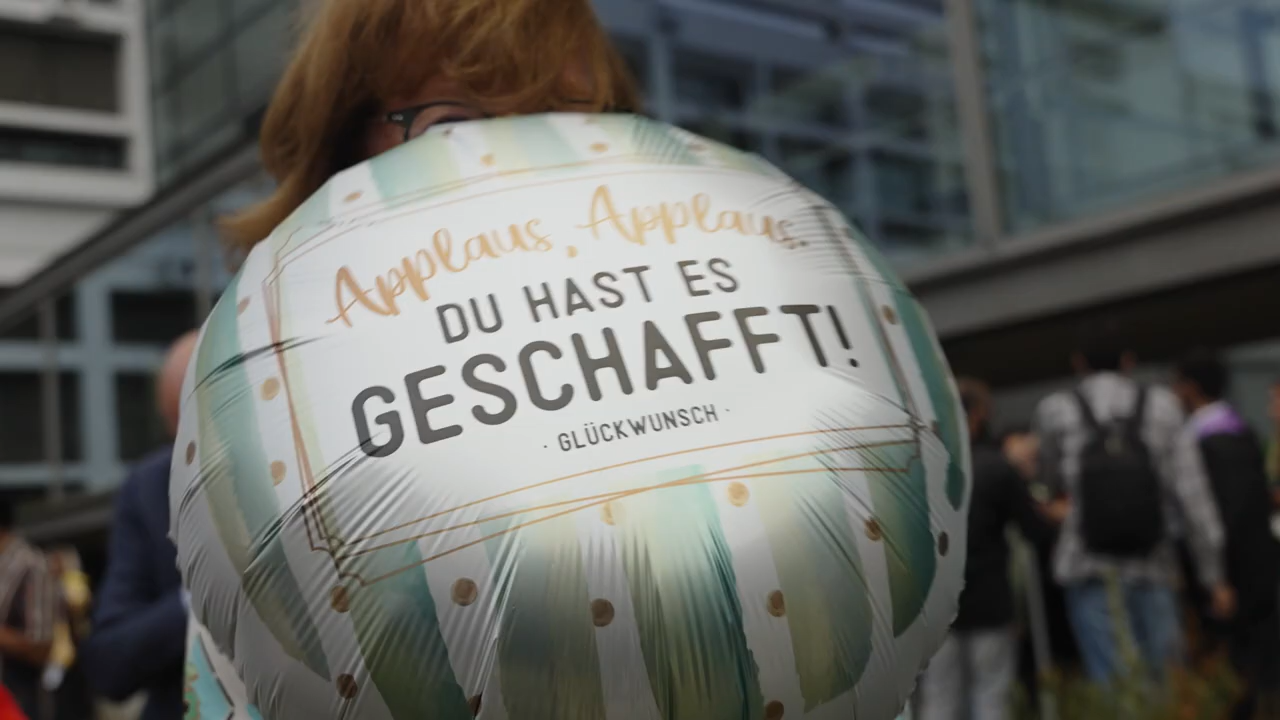 Applaus, Applaus.
DU HAST ES
GESCHAFFT!
· GLÜCKWUNSCH ·